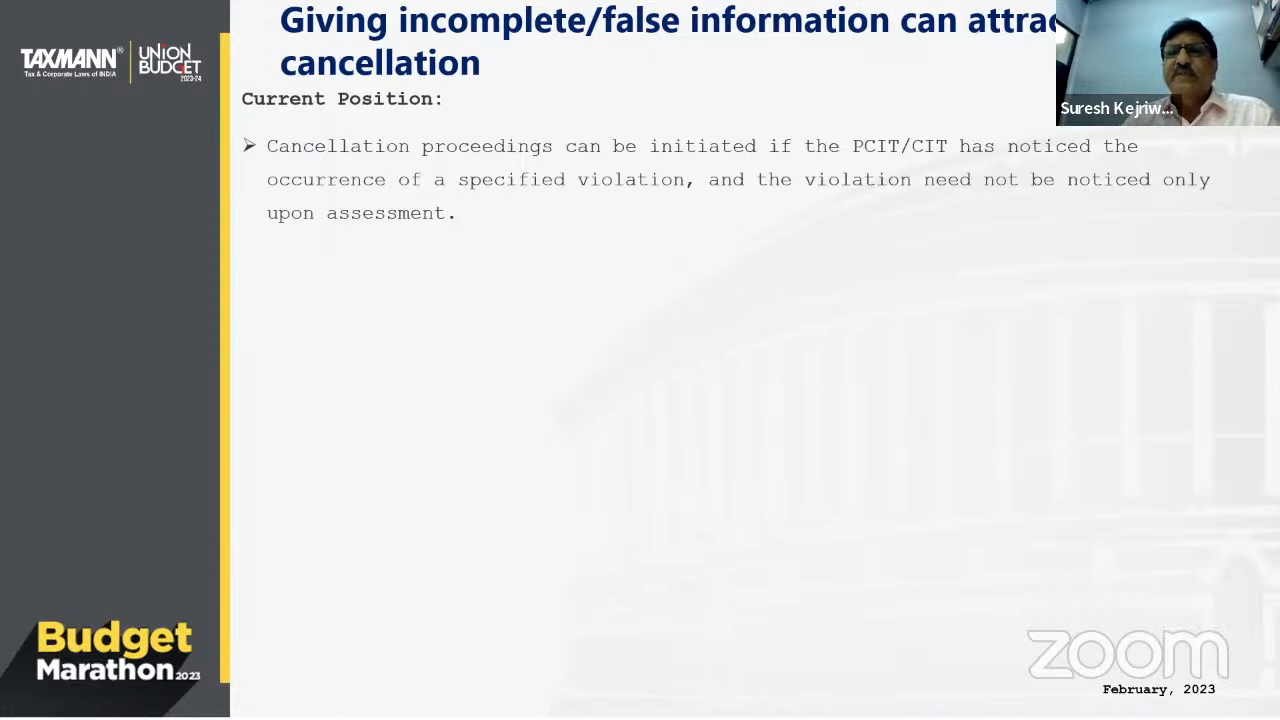 Giving incomplete/false information can attrac
cancellation
TAXMANN®
Tax & Corporate Laws of INDIA
UNION
BUDGET
2023-24
Suresh Kejriw...
Current Position:
➢ Cancellation proceedings can be initiated if the PCIT/CIT has noticed the
occurrence of a specified violation, and the violation need not be noticed only
upon assessment.
Budget
Marathon 2023
zoom
February, 2023